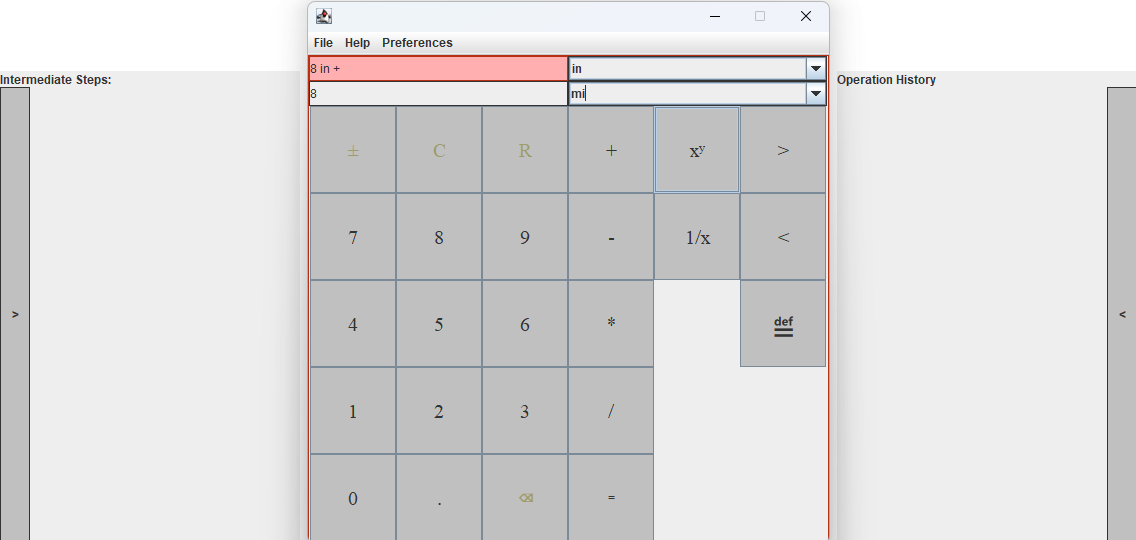 File Help Preferences
Intermediate Steps:
8 in + in
Operation History
8 mi
± C R + xʸ >
7 8 9 - 1/x <
> 4 5 6 * def <
1 2 3 /
0 . ⌫ =